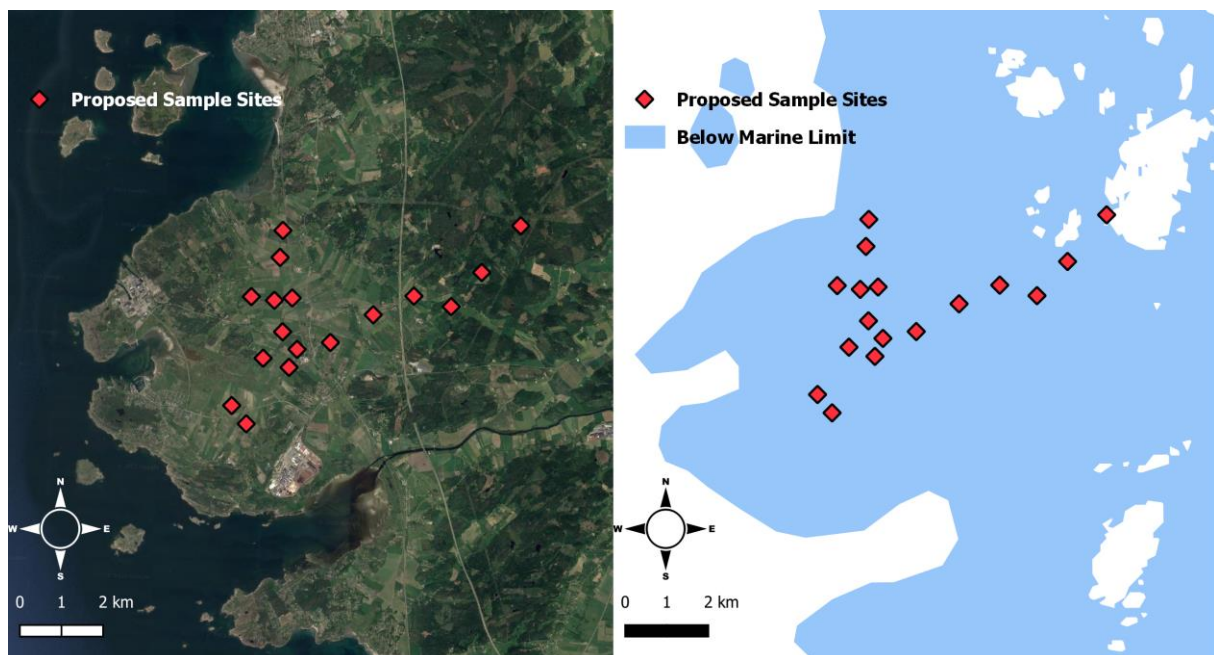 Proposed Sample Sites
N
W E
S
0 1 2 km
Proposed Sample Sites
Below Marine Limit
N
W E
S
0 1 2 km